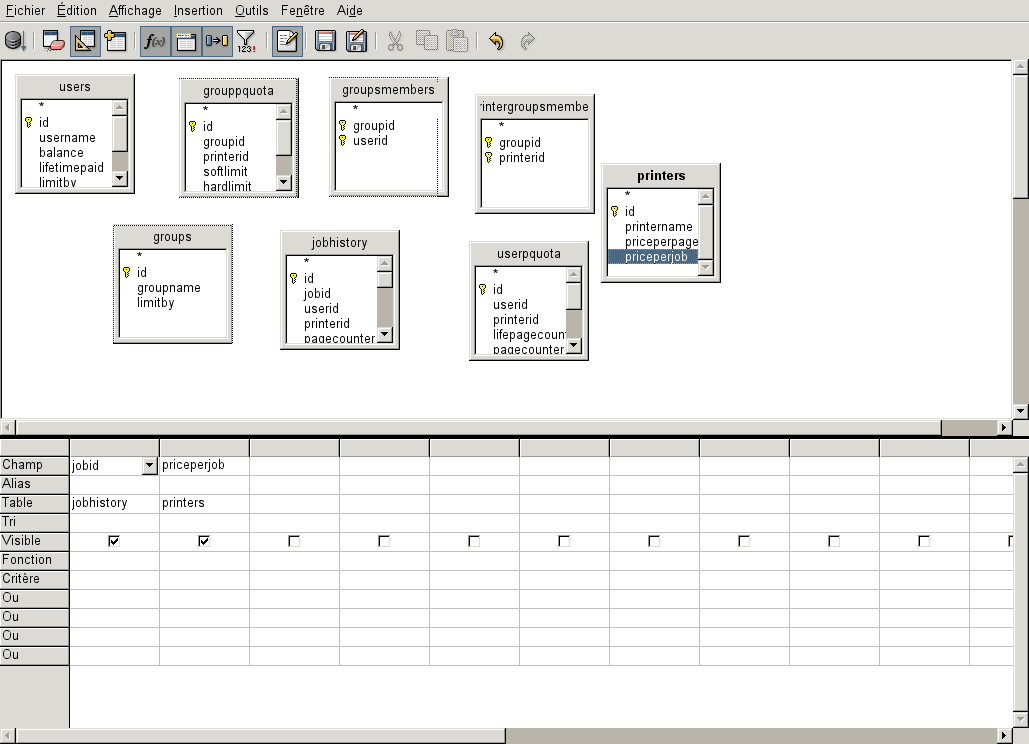 Fichier Édition Affichage Insertion Outils Fenêtre Aide
f(x) 123!
users
*
id
username
balance
lifetimepaid
limitby
grouppquota
*
id
groupid
printerid
softlimit
hardlimit
groupsmembers
*
groupid
userid
rintergroupsmembe
*
groupid
printerid
printers
*
id
printername
priceperpage
priceperjob
groups
*
id
groupname
limitby
jobhistory
*
id
jobid
userid
printerid
pagecounter
userpquota
*
id
userid
printerid
lifepagecoun
pagecounter
Champ jobid priceperjob
Alias
Table jobhistory printers
Tri
Visible
Fonction
Critère
Ou
Ou
Ou
Ou